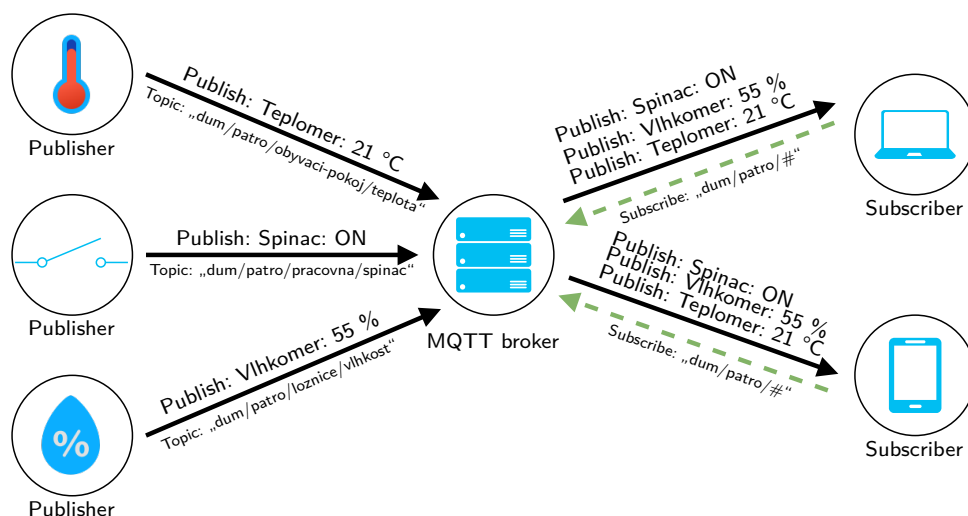 Publisher
Publish: Teplomer: 21 °C
Topic: „dum/patro/obyvaci-pokoj/teplota“
Publisher
Publish: Spinac: ON
Topic: „dum/patro/pracovna/spinac“
Publisher
Publish: Vlhkomer: 55 %
Topic: „dum/patro/loznice/vlhkost“
%
MQTT broker
Publish: Spinac: ON
Publish: Vlhkomer: 55 %
Publish: Teplomer: 21 °C
Subscribe: „dum/patro/#“
Subscriber
Publish: Spinac: ON
Publish: Vlhkomer: 55 %
Publish: Teplomer: 21 °C
Subscribe: „dum/patro/#“
Subscriber